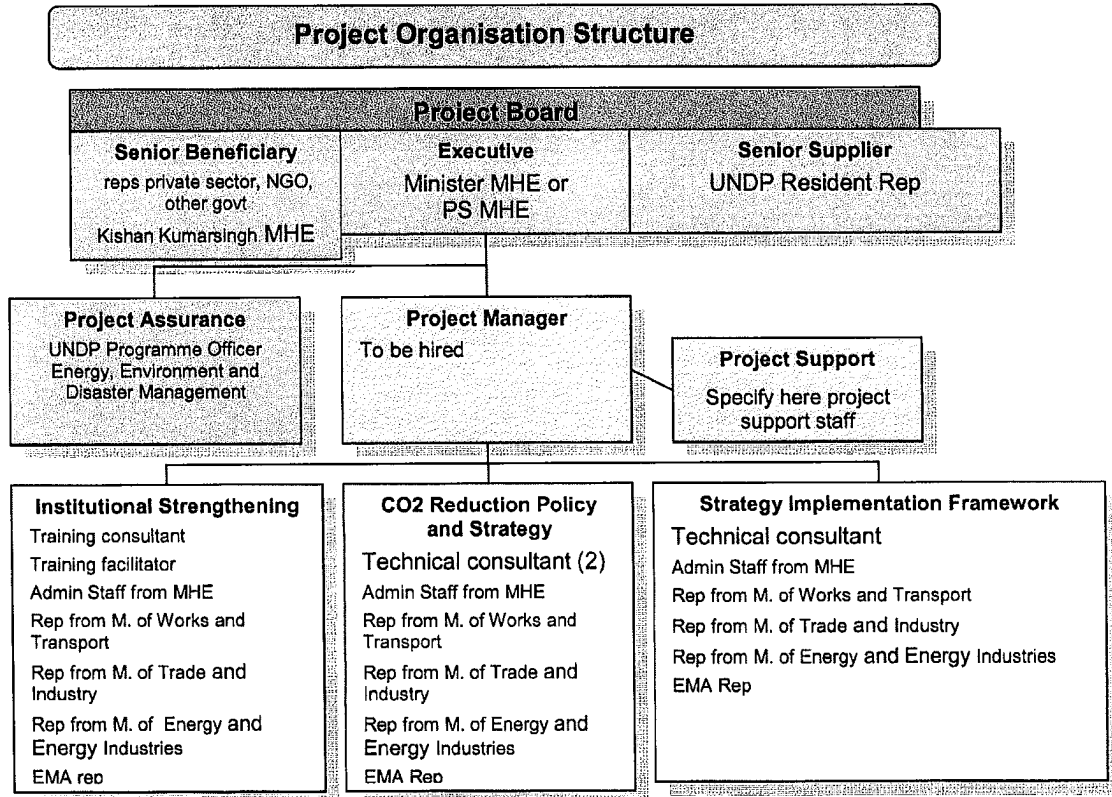 Project Organisation Structure
Project Board
Senior Beneficiary
reps private sector, NGO,
other govt
Kishan Kumarsingh MHE
Executive
Minister MHE or
PS MHE
Senior Supplier
UNDP Resident Rep
Project Assurance
UNDP Programme Officer
Energy, Environment and
Disaster Management
Project Manager
To be hired
Project Support
Specify here project
support staff
Institutional Strengthening
Training consultant
Training facilitator
Admin Staff from MHE
Rep from M. of Works and
Transport
Rep from M. of Trade and
Industry
Rep from M. of Energy and
Energy Industries
EMA rep
CO2 Reduction Policy
and Strategy
Technical consultant (2)
Admin Staff from MHE
Rep from M. of Works and
Transport
Rep from M. of Trade and
Industry
Rep from M. of Energy and
Energy Industries
EMA Rep
Strategy Implementation Framework
Technical consultant
Admin Staff from MHE
Rep from M. of Works and Transport
Rep from M. of Trade and Industry
Rep from M. of Energy and Energy Industries
EMA Rep